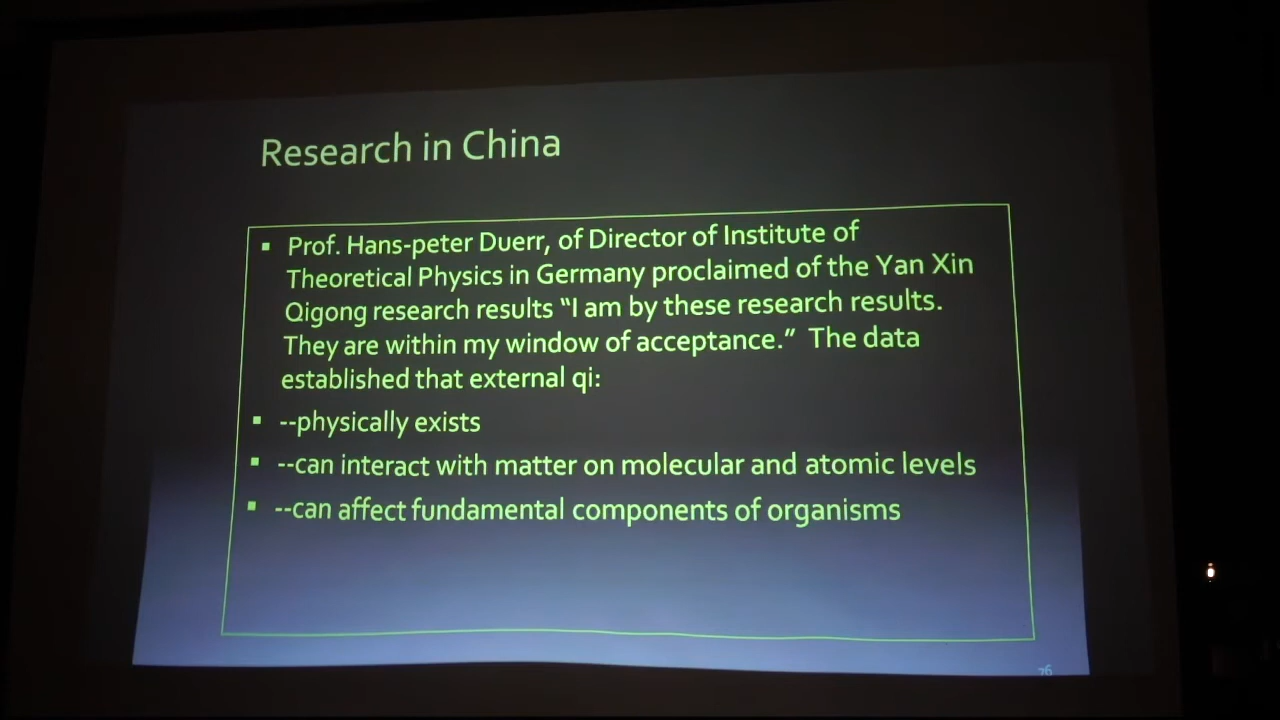 Research in China
▪ Prof. Hans-peter Duerr, of Director of Institute of
Theoretical Physics in Germany proclaimed of the Yan Xin
Qigong research results “I am by these research results.
They are within my window of acceptance.” The data
established that external qi:
▪ --physically exists
▪ --can interact with matter on molecular and atomic levels
▪ --can affect fundamental components of organisms
76